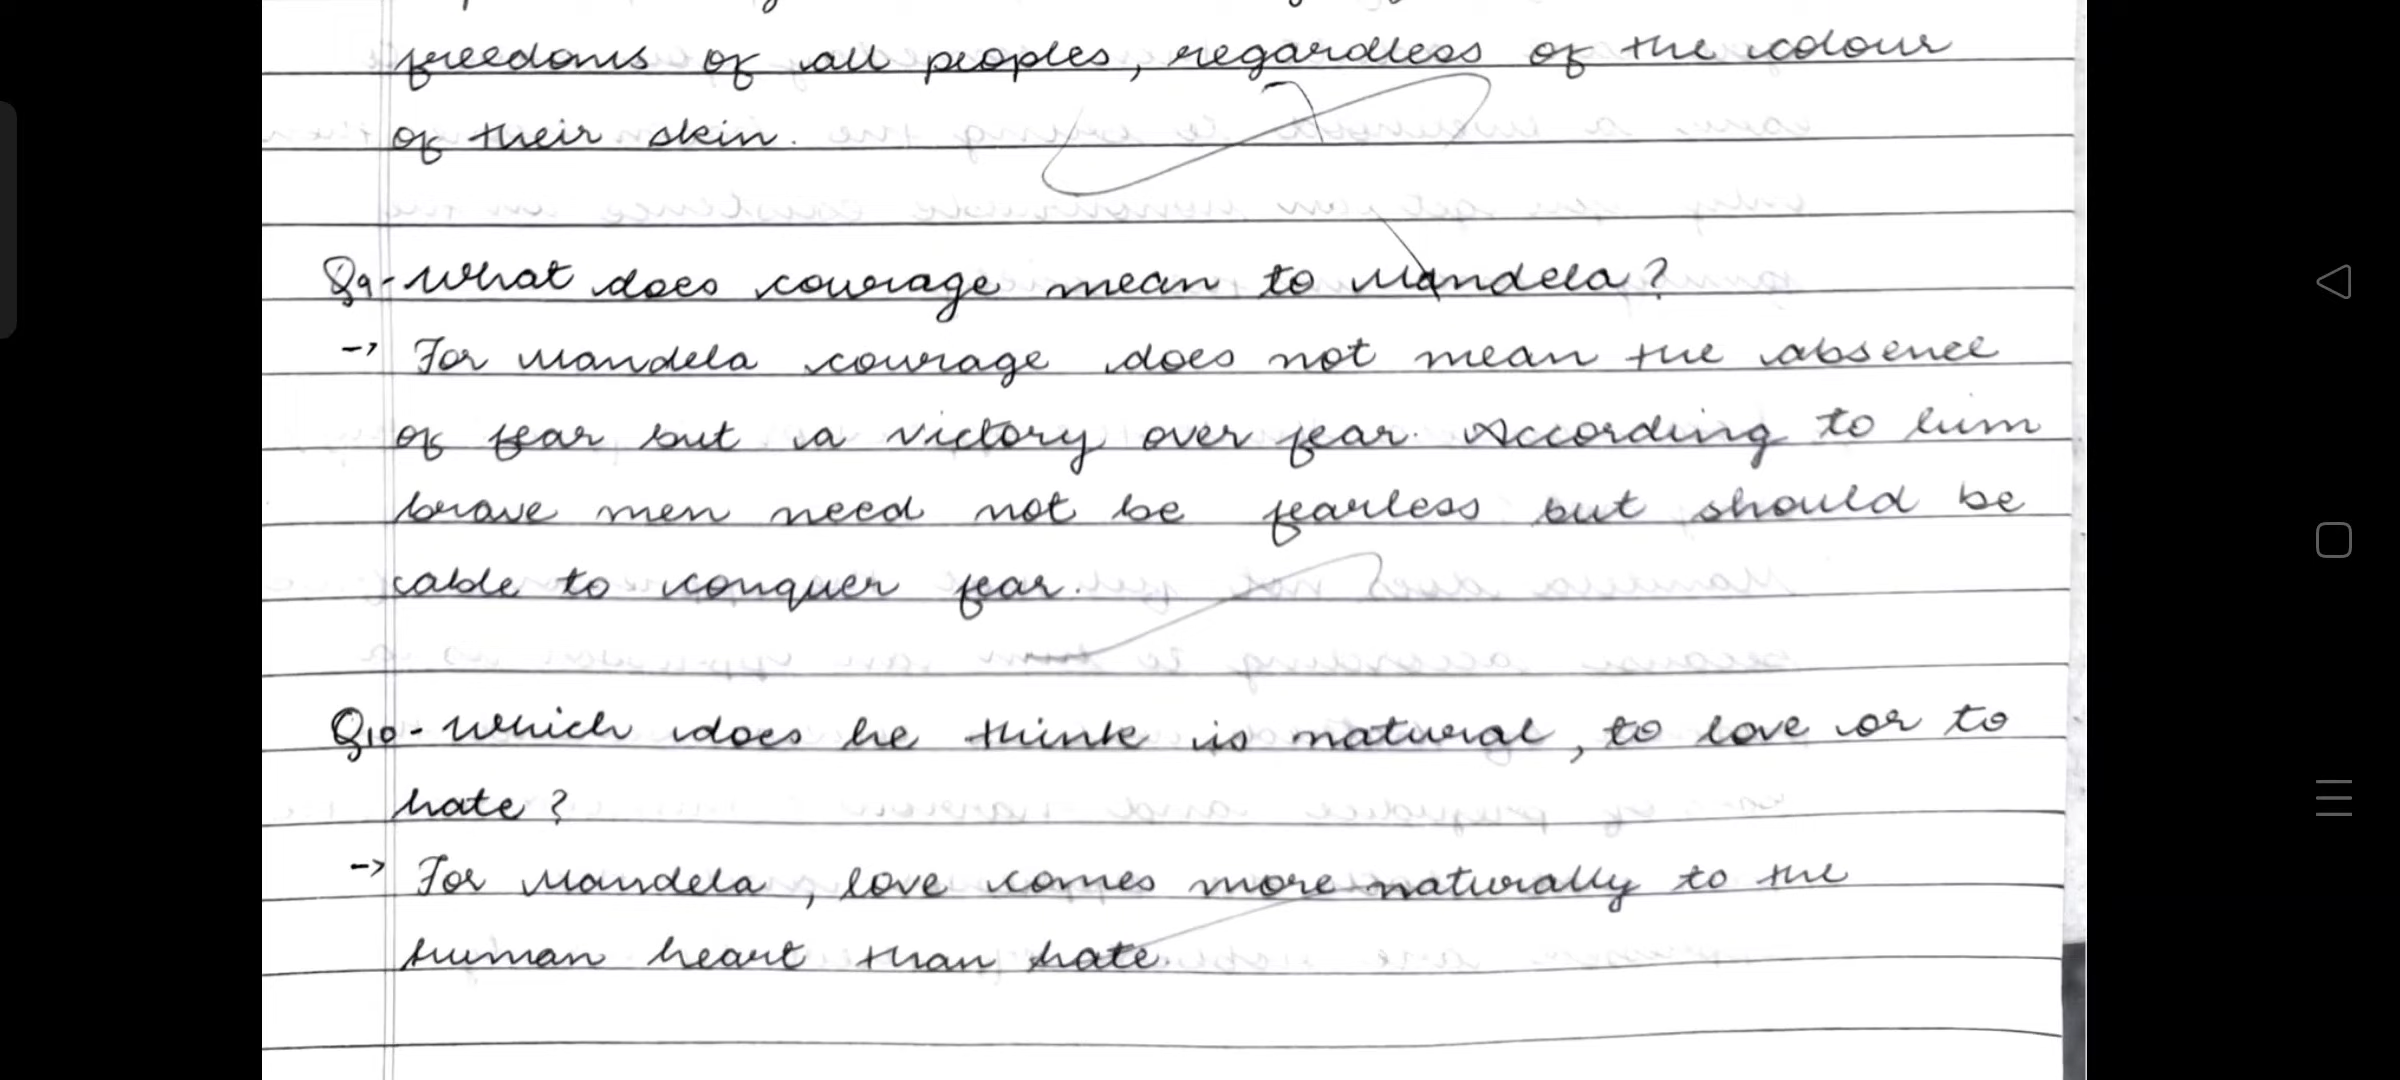 freedoms of all peoples, regardless of the colour
of their skin.
Q9- What does courage mean to Mandela?
-> For Mandela courage does not mean the absence
of fear but a victory over fear. According to him
brave men need not be fearless but should be
able to conquer fear.
Q10- Which does he think is natural, to love or to
hate?
-> For Mandela, love comes more naturally to the
human heart than hate.